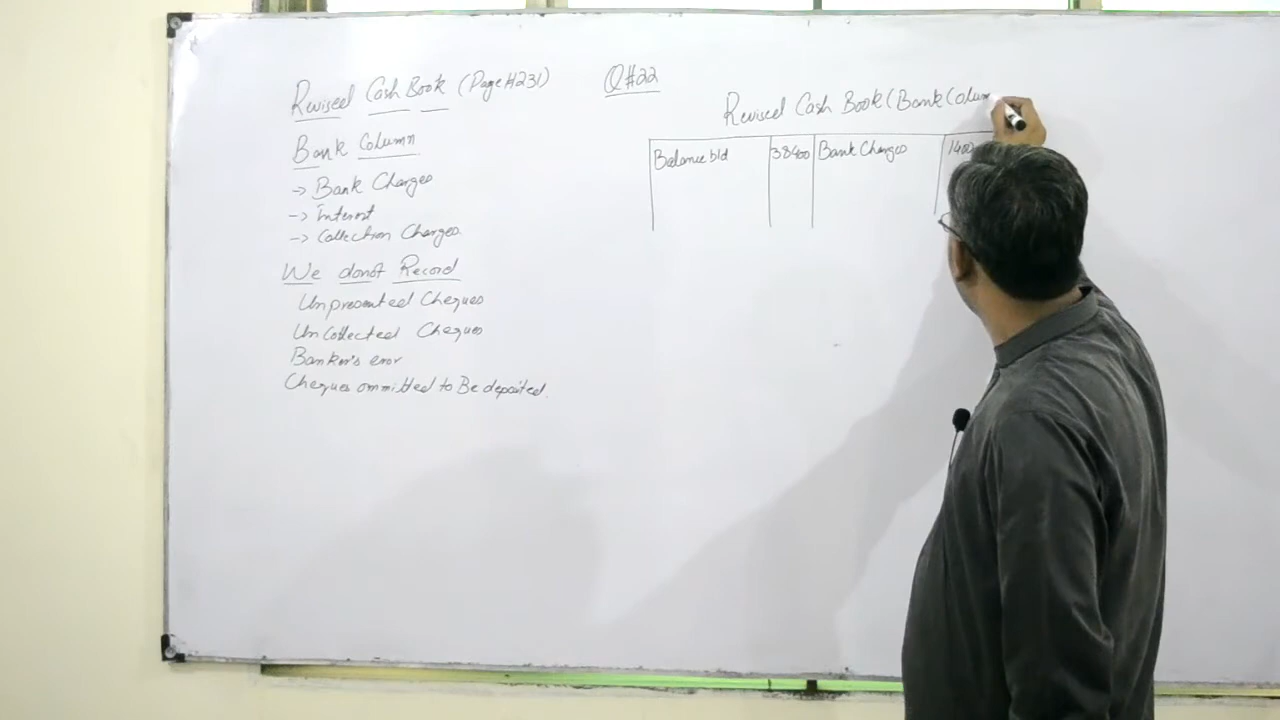 Revised Cash Book (Page#231)
Bank Column
-> Bank Charges
-> Interest
-> Collection Charges
We donot Record
Unpresented Cheques
UnCollected Cheques
Banker's error
Cheques ommitted to Be deposited.
Q#22
Revised Cash Book (Bank Colum
Balance b/d 38400 Bank Charges 1400